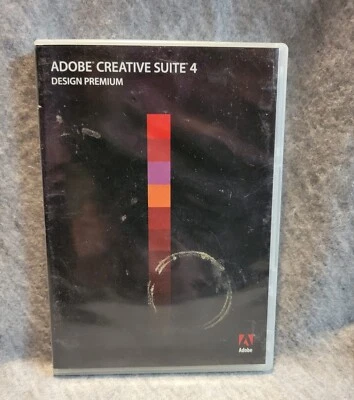 ADOBE® CREATIVE SUITE® 4
DESIGN PREMIUM
Adobe